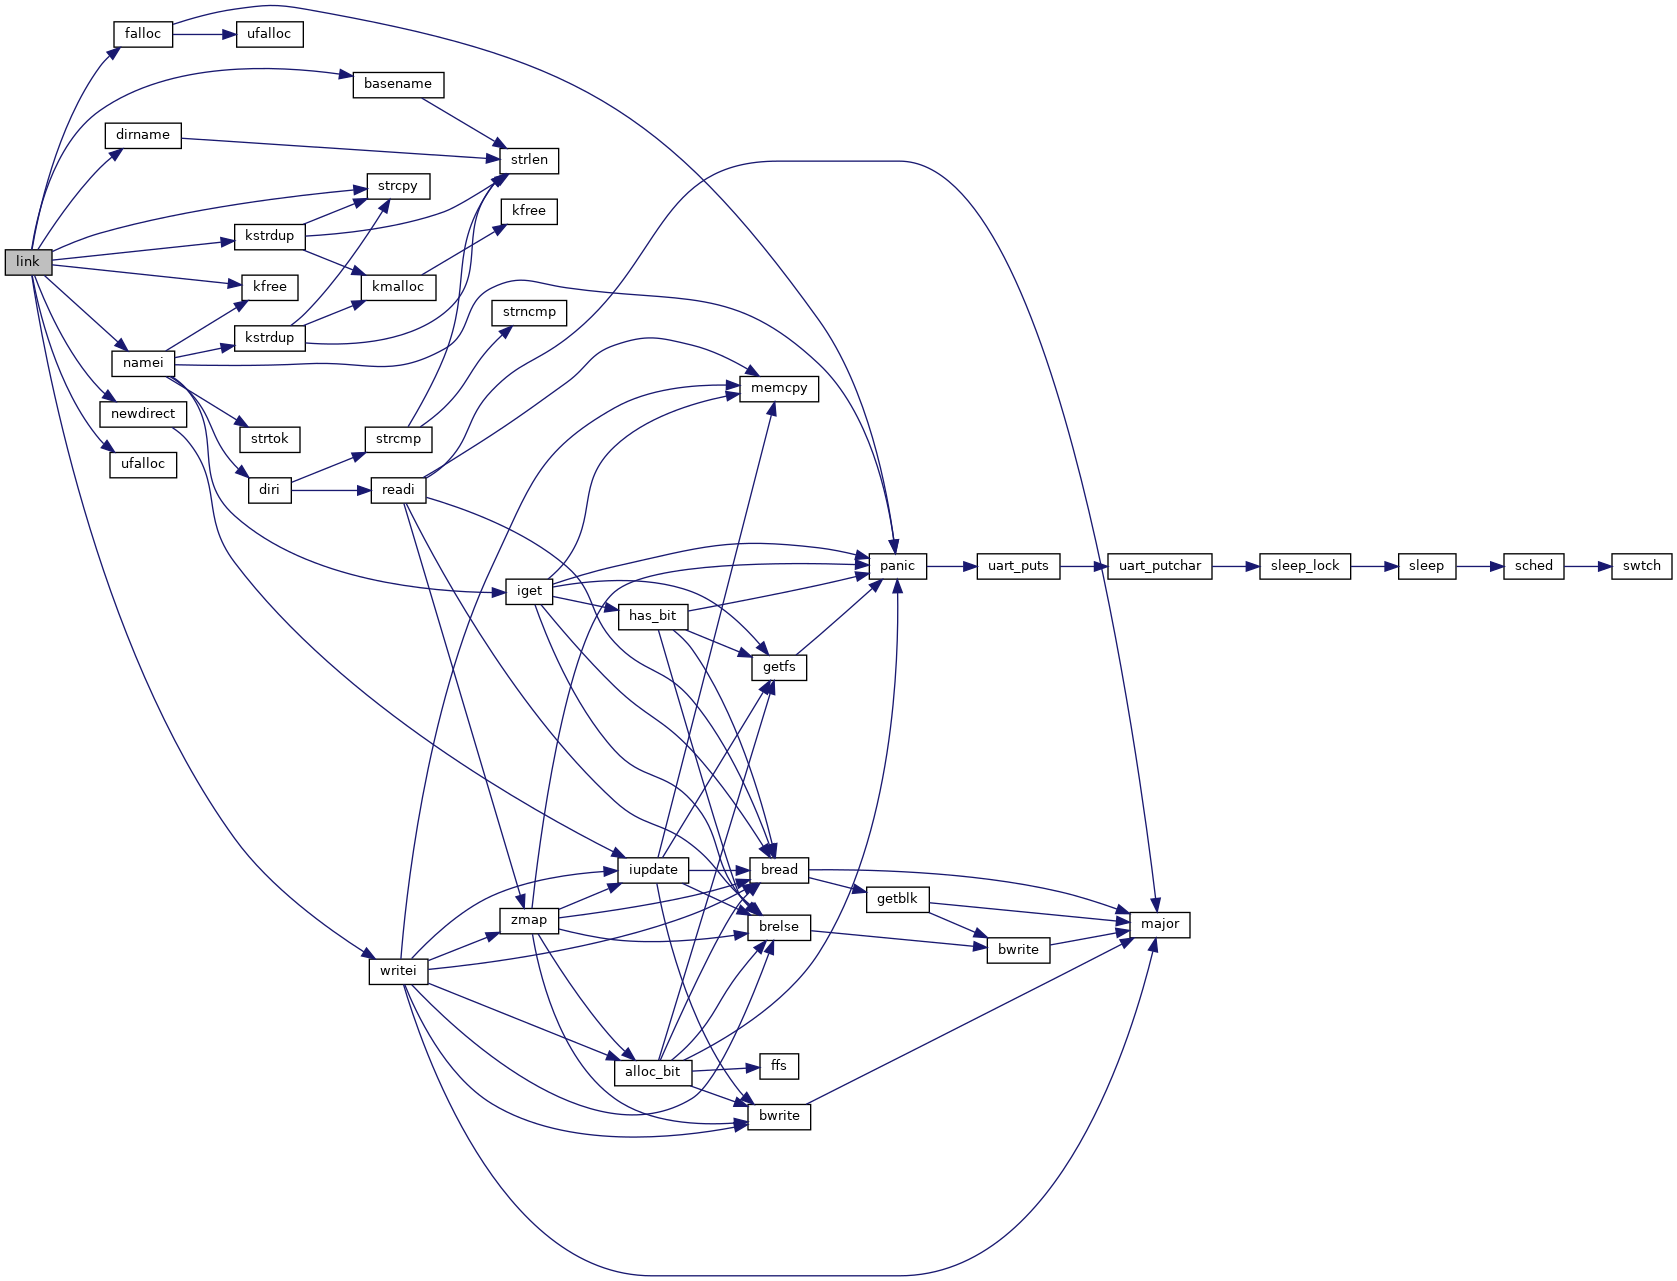 falloc
ufalloc
basename
dirname
strlen
strcpy
kfree
kstrdup
link
kfree
kmalloc
strncmp
kstrdup
namei
memcpy
newdirect
strtok
strcmp
ufalloc
diri
readi
panic
uart_puts
uart_putchar
sleep_lock
sleep
sched
swtch
iget
has_bit
getfs
iupdate
bread
getblk
zmap
brelse
major
bwrite
writei
ffs
alloc_bit
bwrite